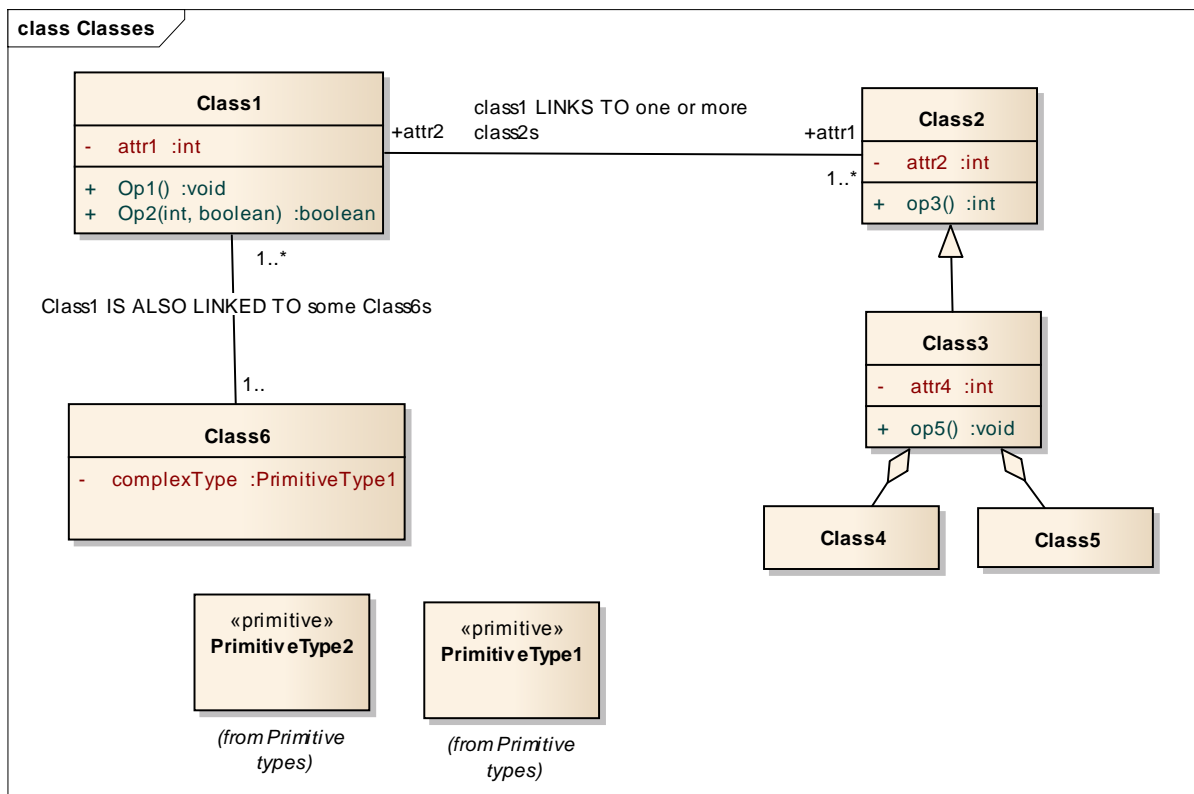 class Classes
Class1
- attr1 :int
+ Op1() :void
+ Op2(int, boolean) :boolean
+attr2
class1 LINKS TO one or more
class2s
+attr1
1..*
Class2
- attr2 :int
+ op3() :int
1..*
Class1 IS ALSO LINKED TO some Class6s
1..
Class3
- attr4 :int
+ op5() :void
Class6
- complexType :PrimitiveType1
Class4
Class5
«primitive»
PrimitiveType2
(from Primitive
types)
«primitive»
PrimitiveType1
(from Primitive
types)